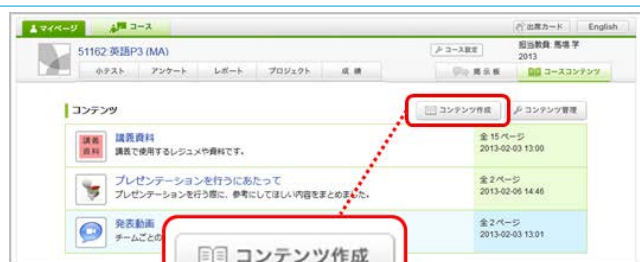 マイページ
コース
出席カード
English
51162:英語P3 (MA)
コース設定
担当教員: 馬場 学
2013
小テスト
アンケート
レポート
プロジェクト
成績
掲示板
コースコンテンツ
コンテンツ
コンテンツ作成
コンテンツ管理
講義
資料
講義資料
講義で使用するレジュメや資料です。
全 15 ページ
2013-02-03 13:00
プレゼンテーションを行うにあたって
プレゼンテーションを行う際に、参考にしてほしい内容をまとめました。
全 2 ページ
2013-02-06 14:46
発表動画
チームごとの
全 2 ページ
2013-02-03 13:01
コンテンツ作成